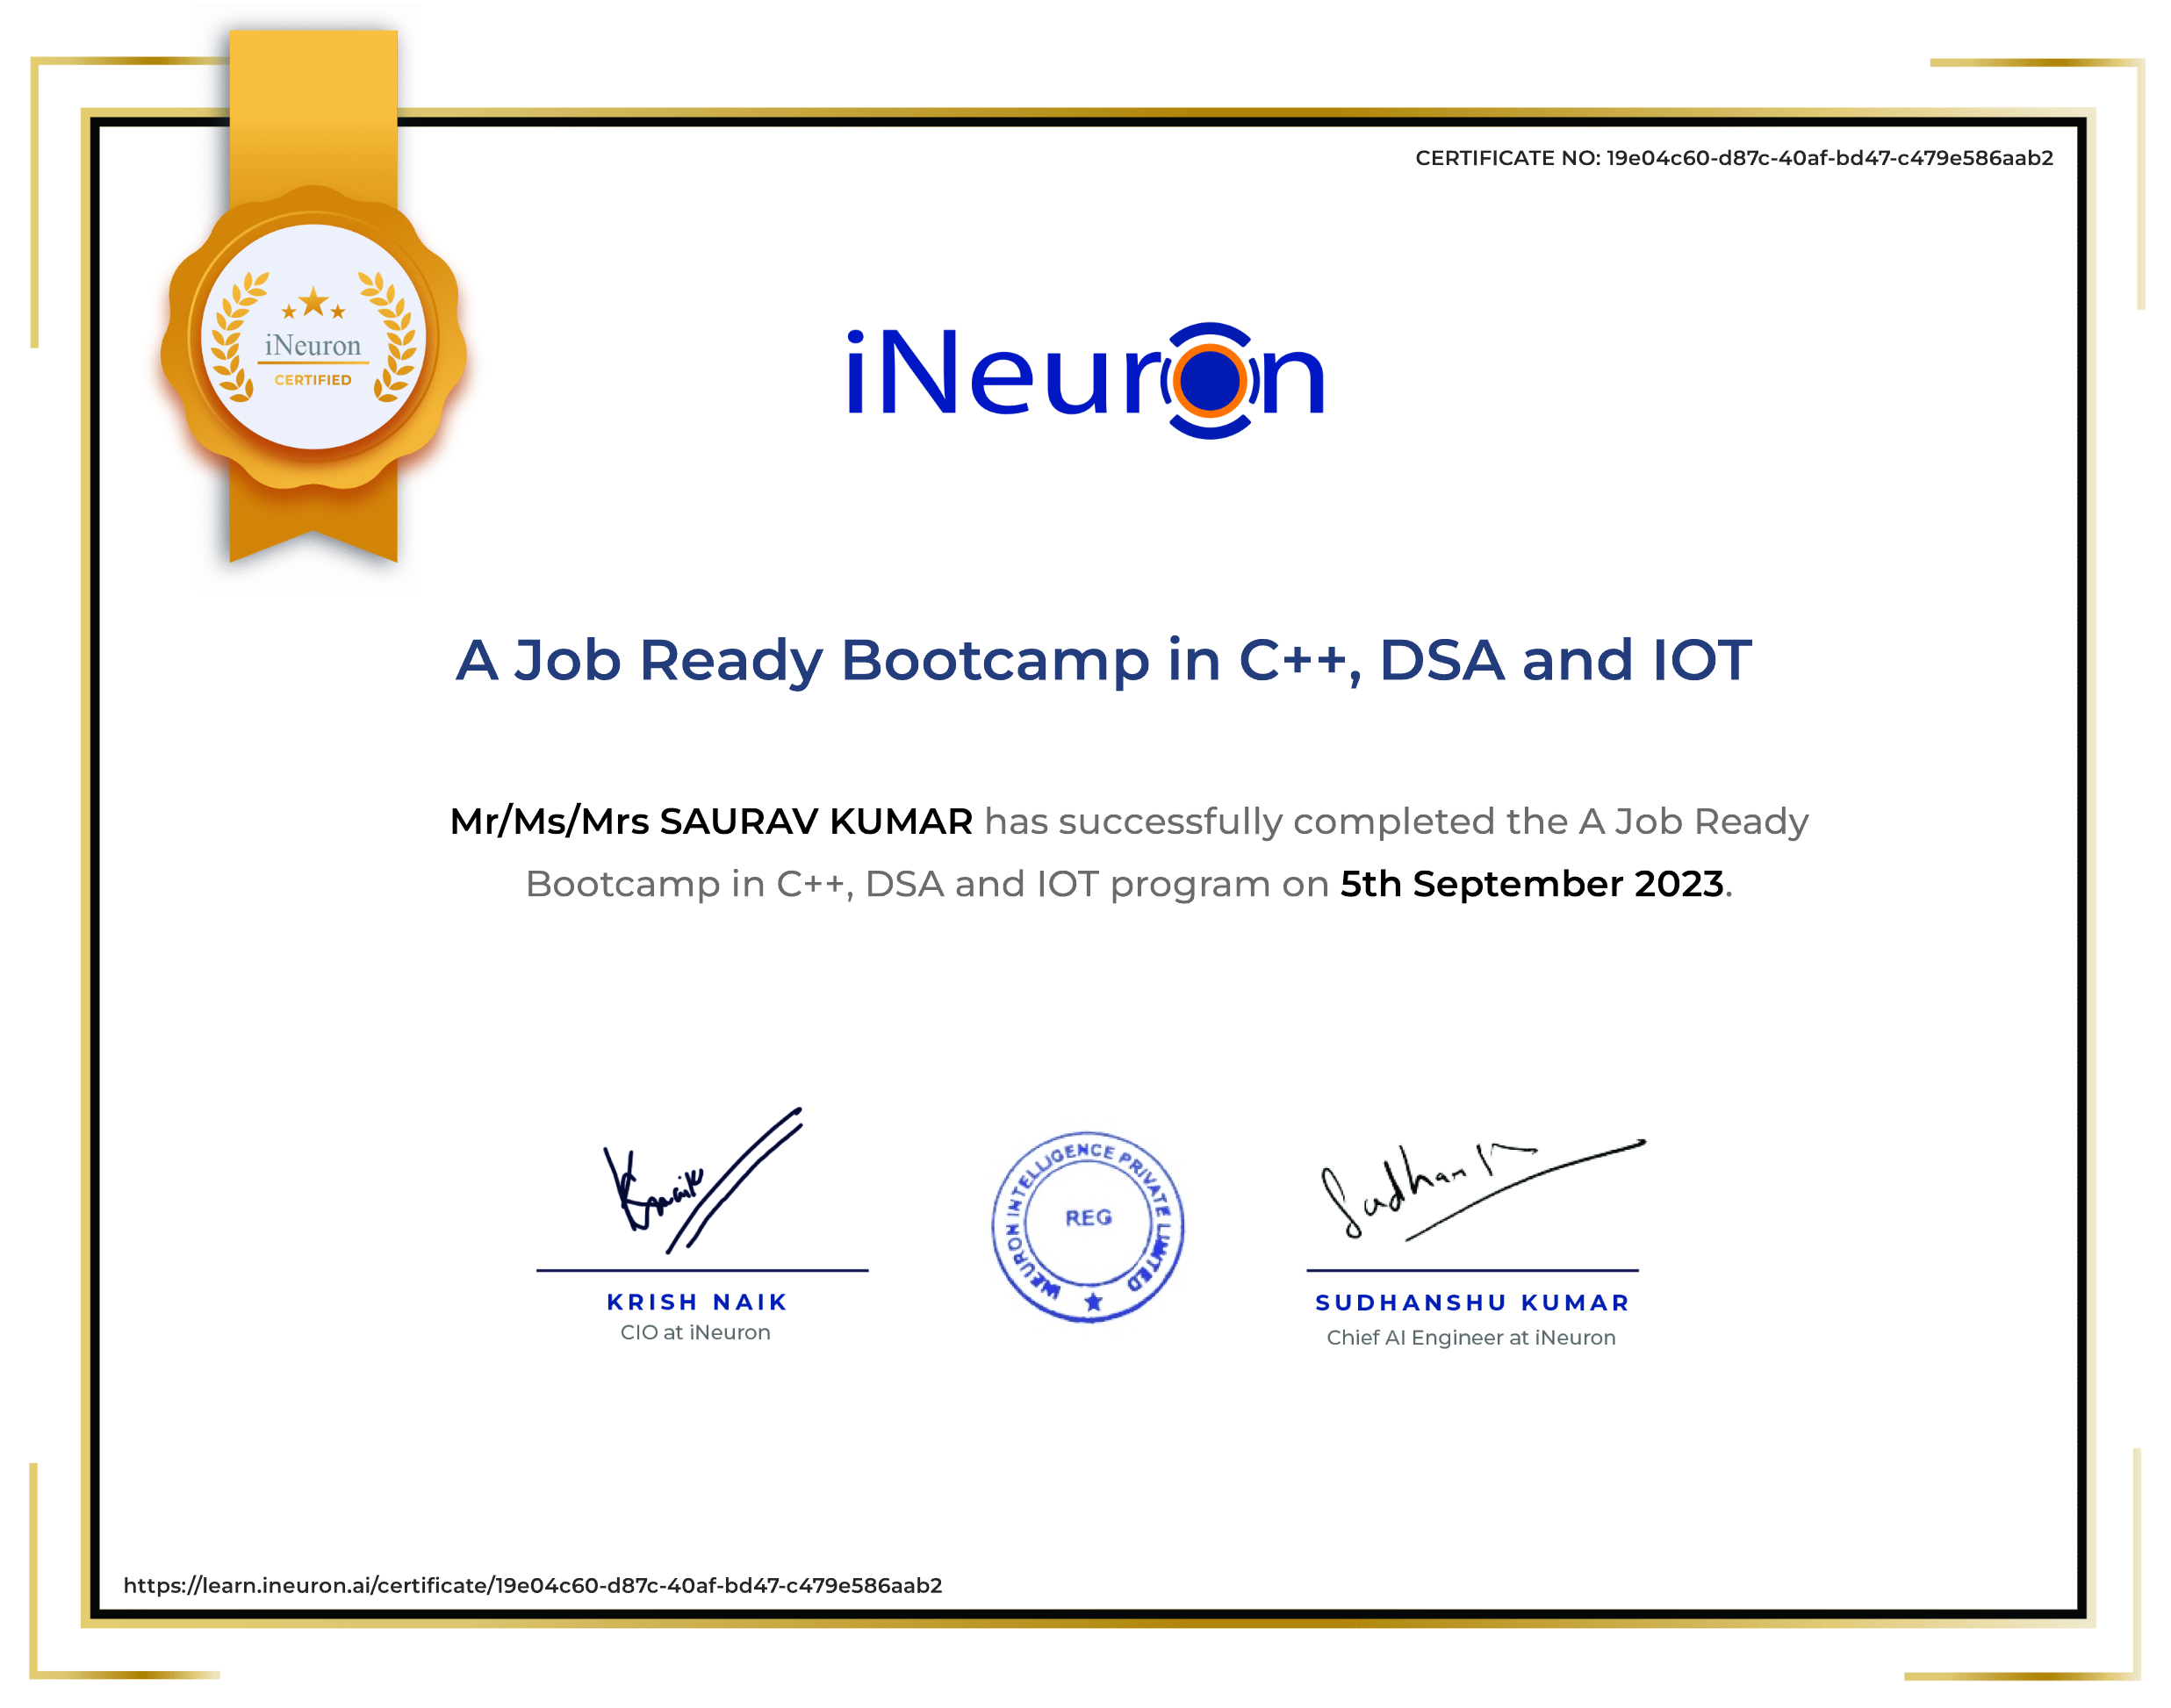 CERTIFICATE NO: 19e04c60-d87c-40af-bd47-c479e586aab2
iNeuron
CERTIFIED
iNeuron
A Job Ready Bootcamp in C++, DSA and IOT
Mr/Ms/Mrs SAURAV KUMAR has successfully completed the A Job Ready
Bootcamp in C++, DSA and IOT program on 5th September 2023.
INEURON INTELLIGENCE PRIVATE LIMITED
REG
KRISH NAIK
CIO at iNeuron
SUDHANSHU KUMAR
Chief AI Engineer at iNeuron
https://learn.ineuron.ai/certificate/19e04c60-d87c-40af-bd47-c479e586aab2